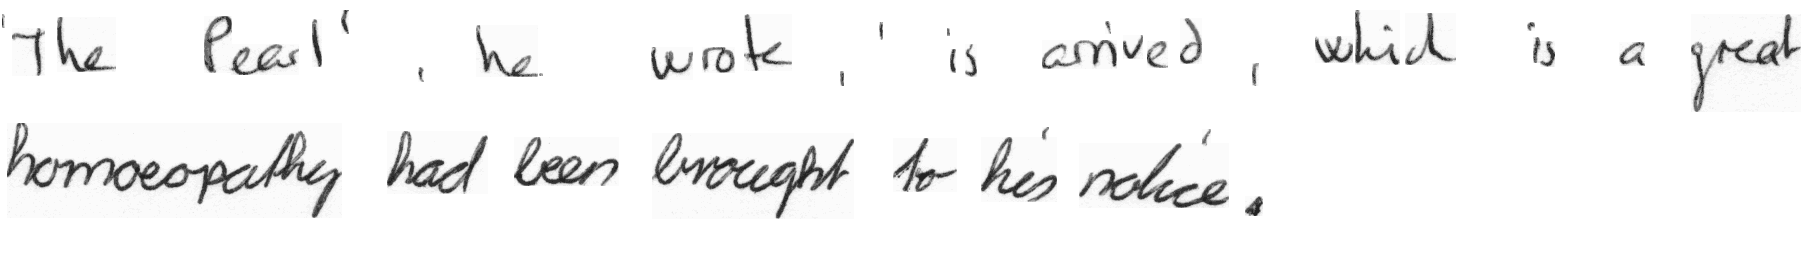 'The Pearl', he wrote, 'is arrived, which is a great
homoeopathy had been brought to his notice.